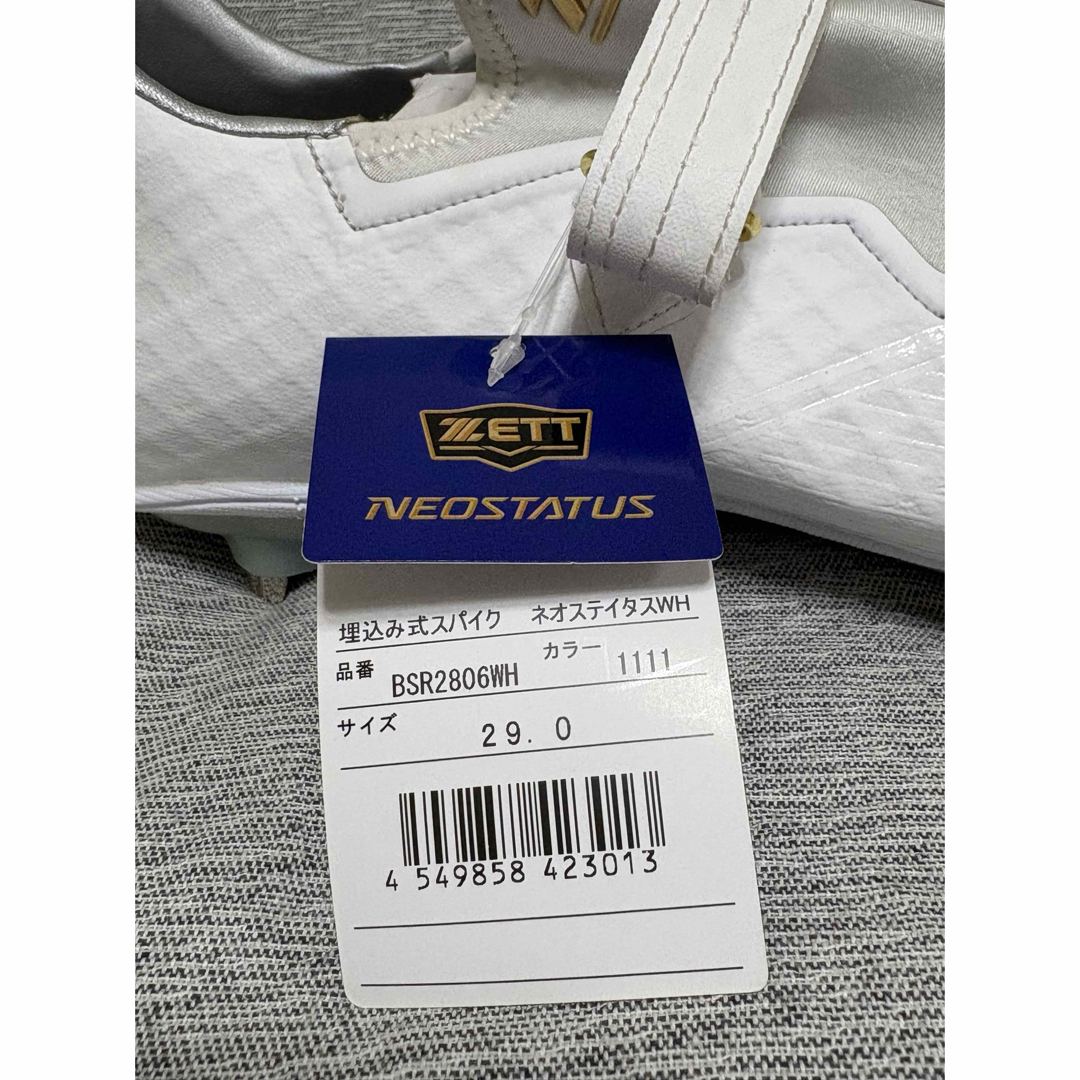 ZETT
NEOSTATUS
埋込み式スパイク ネオステイタスWH
品番 BSR2806WH カラー 1111
サイズ 29.0
4 549858 423013